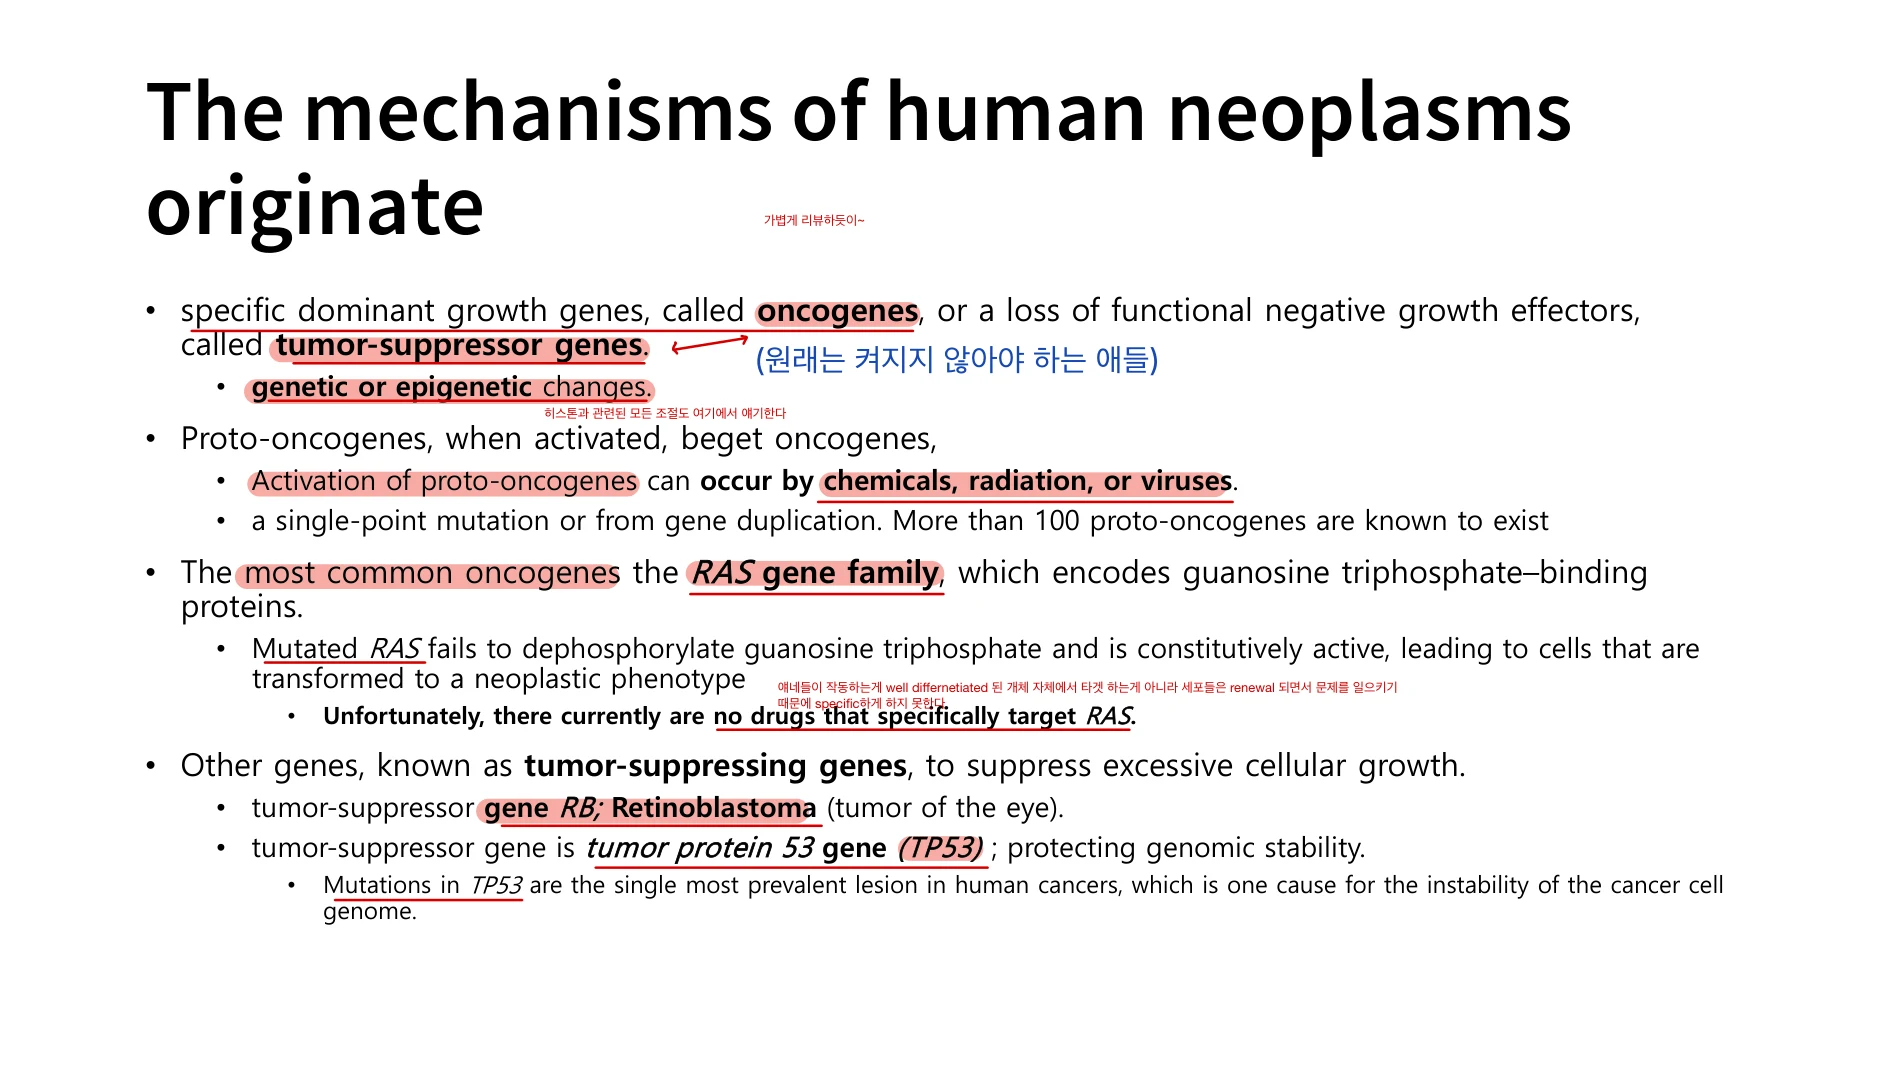 The mechanisms of human neoplasms
originate
가볍게 리뷰하듯이~
• specific dominant growth genes, called oncogenes, or a loss of functional negative growth effectors,
called tumor-suppressor genes.
(원래는 켜지지 않아야 하는 애들)
• genetic or epigenetic changes.
히스톤과 관련된 모든 조절도 여기에서 얘기한다
• Proto-oncogenes, when activated, beget oncogenes,
• Activation of proto-oncogenes can occur by chemicals, radiation, or viruses.
• a single-point mutation or from gene duplication. More than 100 proto-oncogenes are known to exist
• The most common oncogenes the RAS gene family, which encodes guanosine triphosphate–binding
proteins.
• Mutated RAS fails to dephosphorylate guanosine triphosphate and is constitutively active, leading to cells that are
transformed to a neoplastic phenotype
얘네들이 작동하는게 well differnetiated 된 개체 자체에서 타겟 하는게 아니라 세포들은 renewal 되면서 문제를 일으키기
때문에 specific하게 하지 못한다
• Unfortunately, there currently are no drugs that specifically target RAS.
• Other genes, known as tumor-suppressing genes, to suppress excessive cellular growth.
• tumor-suppressor gene RB; Retinoblastoma (tumor of the eye).
• tumor-suppressor gene is tumor protein 53 gene (TP53) ; protecting genomic stability.
• Mutations in TP53 are the single most prevalent lesion in human cancers, which is one cause for the instability of the cancer cell
genome.